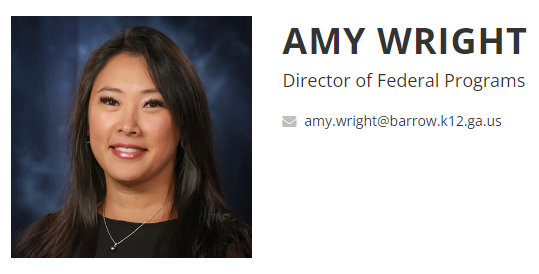 AMY WRIGHT
Director of Federal Programs
amy.wright@barrow.k12.ga.us